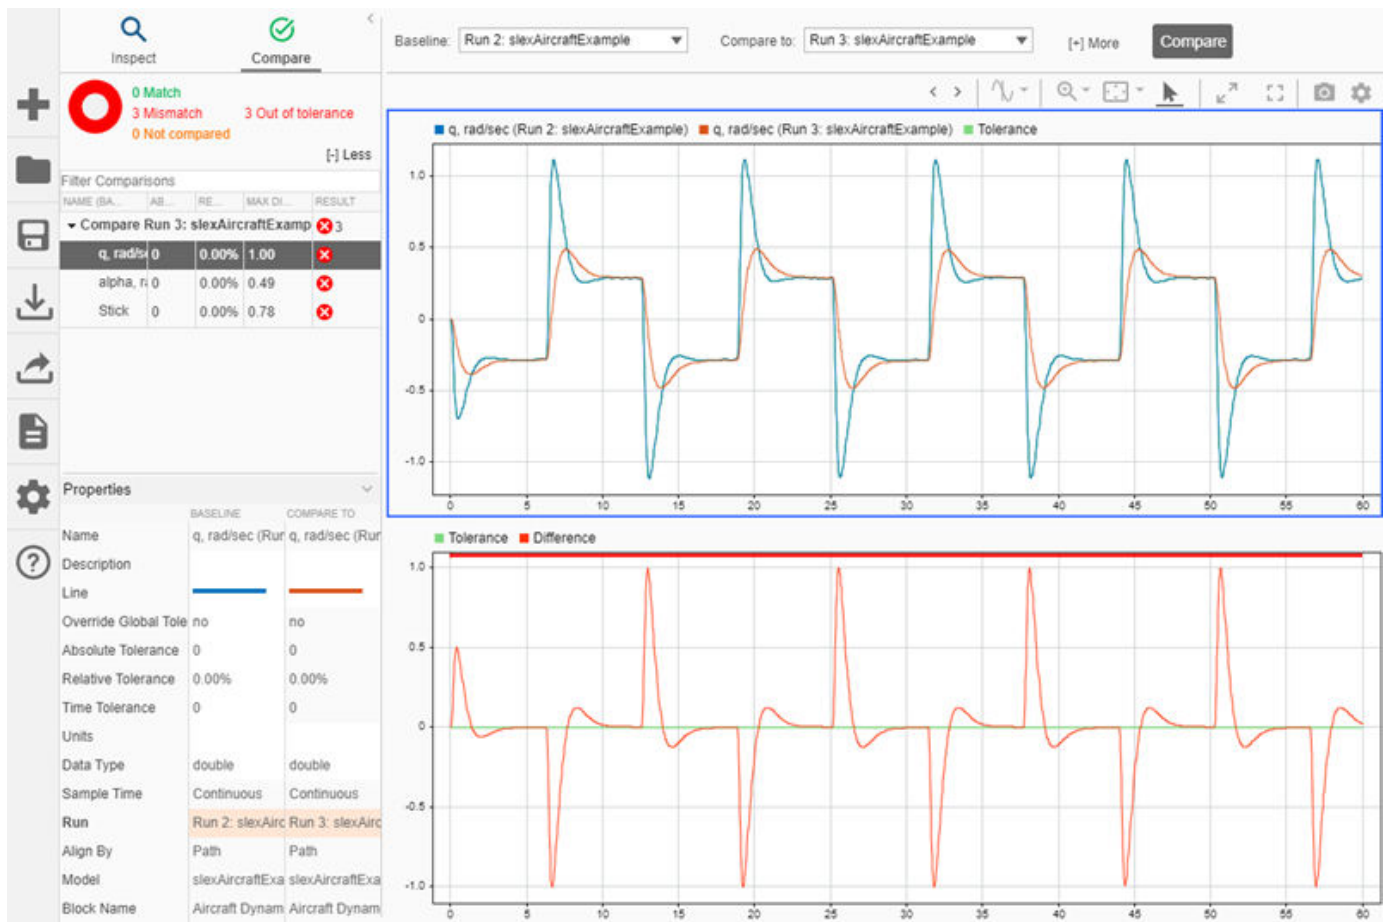 Inspect
Compare
0 Match
3 Mismatch 3 Out of tolerance
0 Not compared
[-] Less
Filter Comparisons
NAME (BA... AB... RE... MAX DI... RESULT
Compare Run 3: slexAircraftExamp 3
q, rad/s 0 0.00% 1.00
alpha, r 0 0.00% 0.49
Stick 0 0.00% 0.78
Properties
BASELINE COMPARE TO
Name q, rad/sec (Run q, rad/sec (Run
Description
Line
Override Global Tole no no
Absolute Tolerance 0 0
Relative Tolerance 0.00% 0.00%
Time Tolerance 0 0
Units
Data Type double double
Sample Time Continuous Continuous
Run Run 2: slexAirc Run 3: slexAirc
Align By Path Path
Model slexAircraftExa slexAircraftExa
Block Name Aircraft Dynam Aircraft Dynam
Baseline: Run 2: slexAircraftExample Compare to: Run 3: slexAircraftExample [+] More Compare
q, rad/sec (Run 2: slexAircraftExample) q, rad/sec (Run 3: slexAircraftExample) Tolerance
1.0
0.5
0
-0.5
-1.0
0 5 10 15 20 25 30 35 40 45 50 55 60
Tolerance Difference
1.0
0.5
0
-0.5
-1.0
0 5 10 15 20 25 30 35 40 45 50 55 60